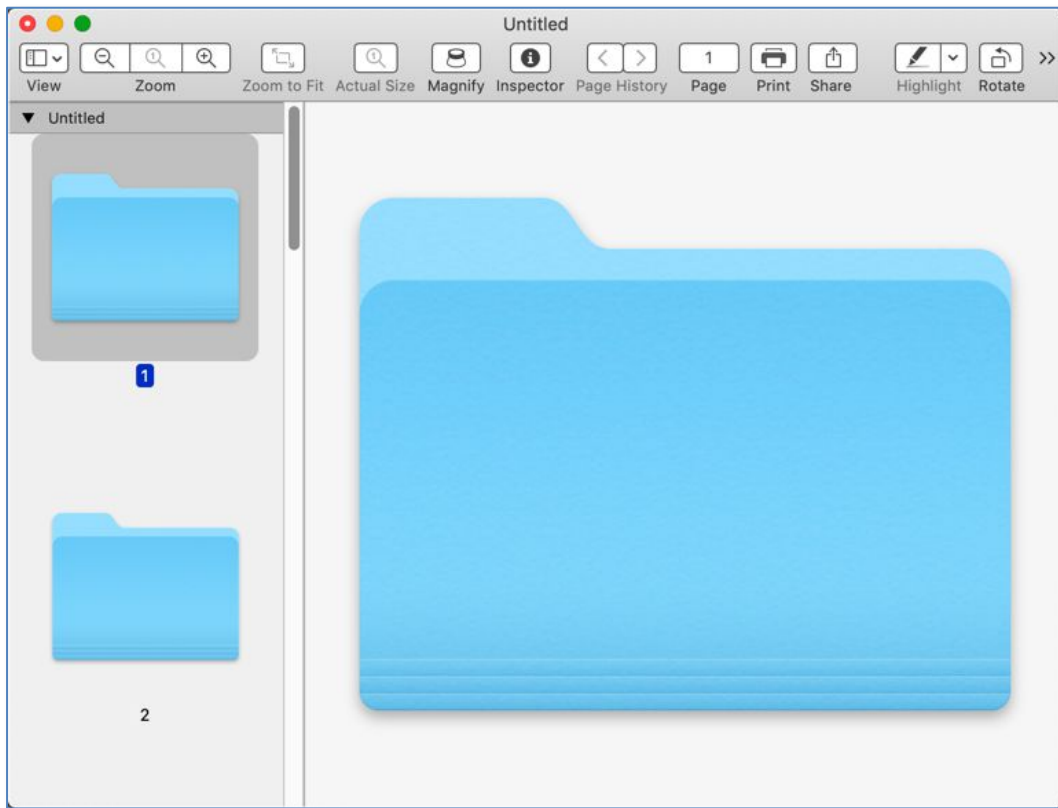 Untitled
1
View Zoom Zoom to Fit Actual Size Magnify Inspector Page History Page Print Share Highlight Rotate
Untitled
1
2